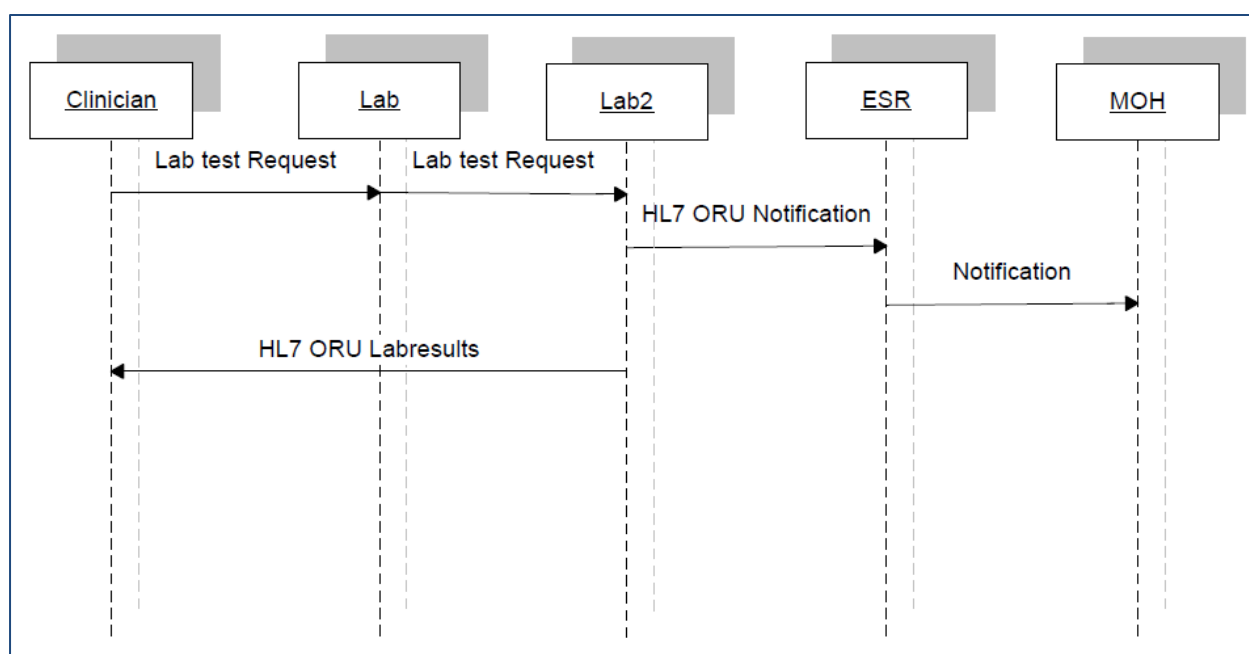 Clinician
Lab
Lab2
ESR
MOH
Lab test Request
Lab test Request
HL7 ORU Notification
Notification
HL7 ORU Labresults